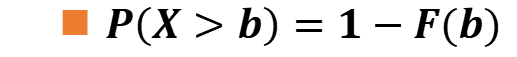 ■ P(X > b) = 1 − F(b)